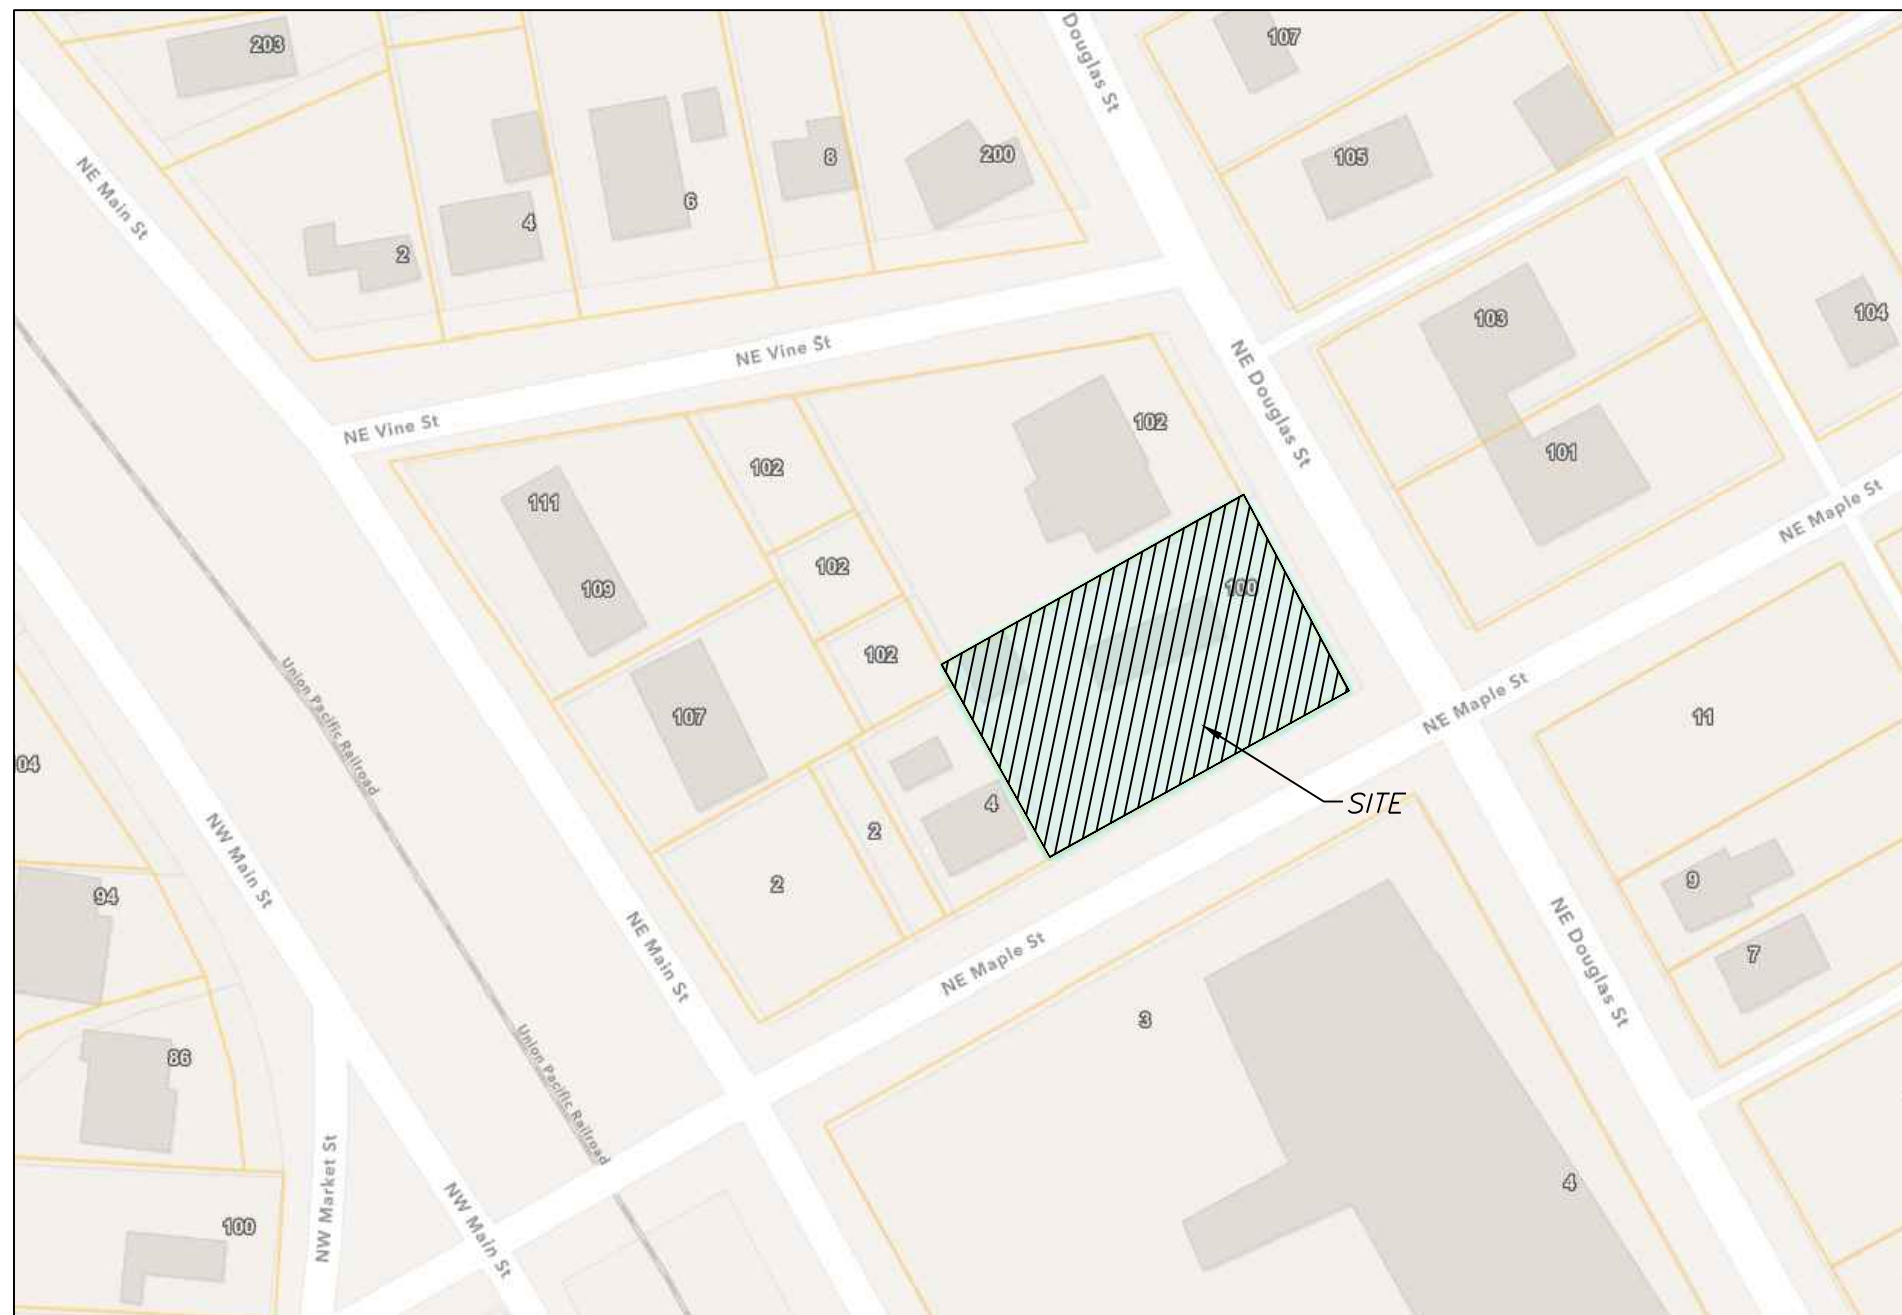 203
Douglas St
107
105
8
200
NE Main St
6
4
2
103
104
NE Vine St
NE Douglas St
NE Vine St
102
101
102
111
NE Maple St
102
109
100
102
Union Pacific Railroad
107
NE Maple St
11
04
4
SITE
2
NW Main St
2
94
9
NE Main St
NE Maple St
NE Douglas St
7
3
86
Union Pacific Railroad
4
NW Market St
NW Main St
100